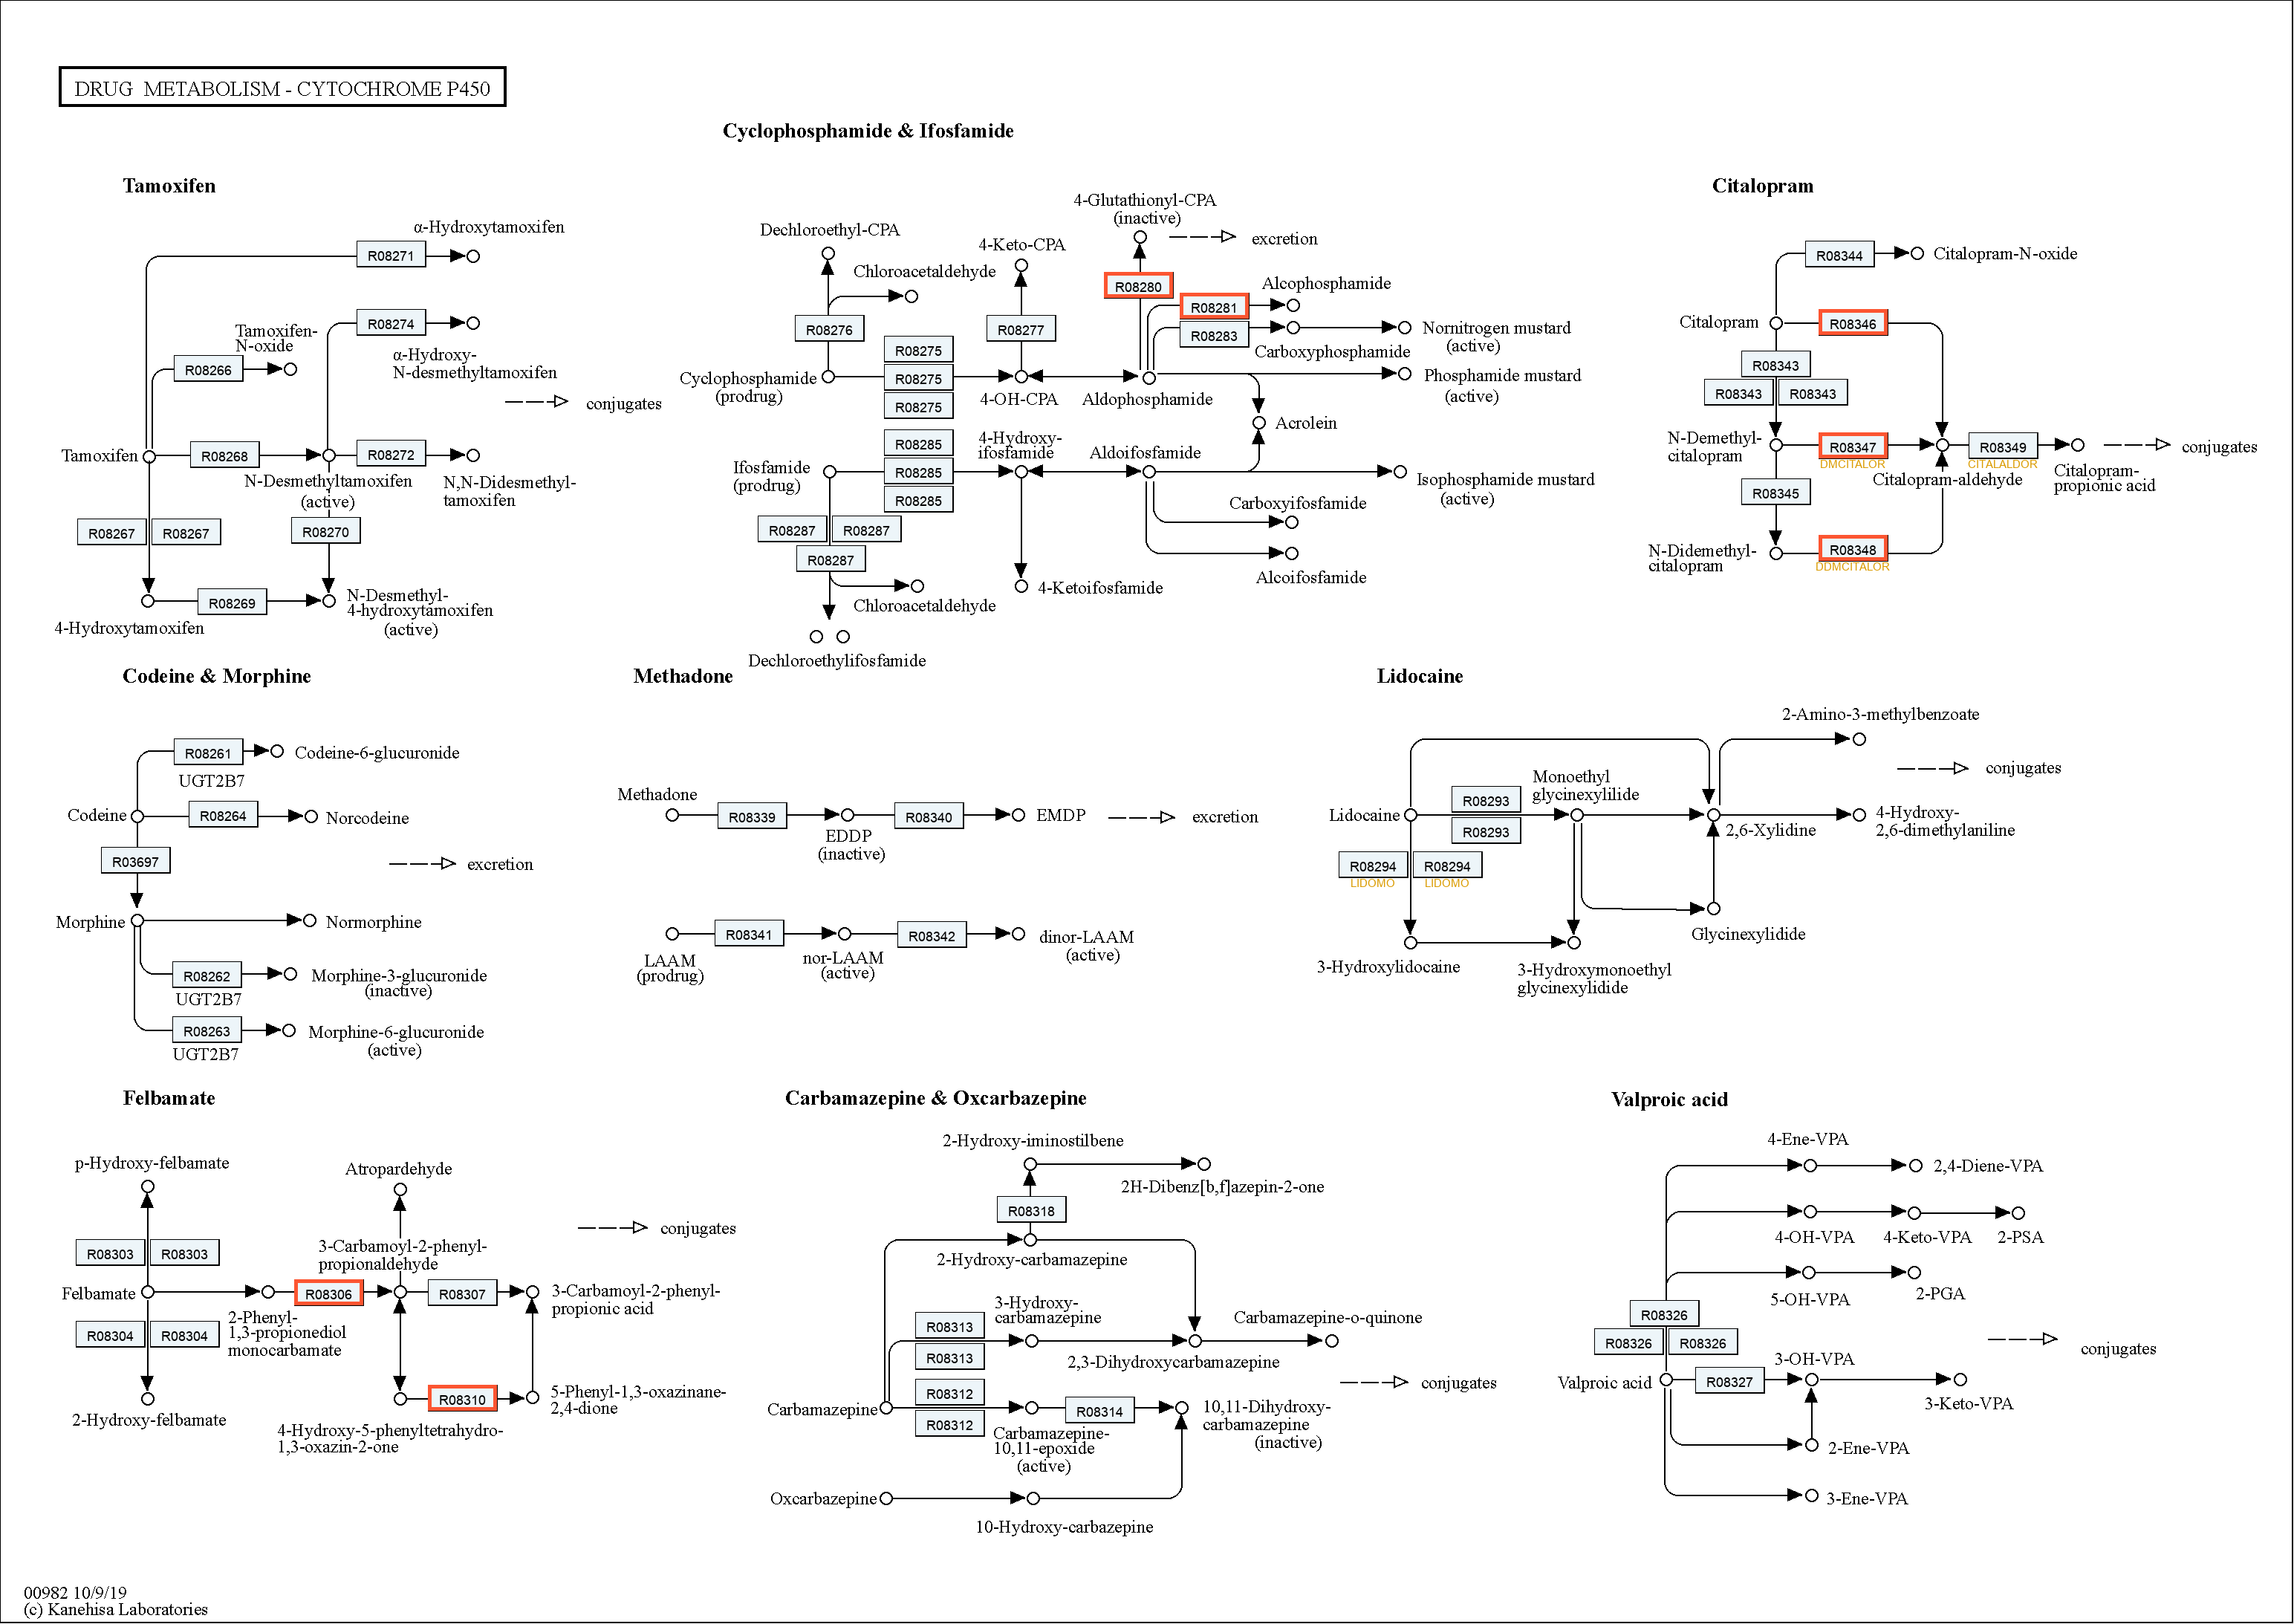 DRUG METABOLISM - CYTOCHROME P450
Cyclophosphamide & Ifosfamide
Tamoxifen
α-Hydroxytamoxifen
R08271
Tamoxifen-
N-oxide
R08274
α-Hydroxy-
N-desmethyltamoxifen
R08266
conjugates
Tamoxifen
R08268
R08272
N-Desmethyltamoxifen
(active)
N,N-Didesmethyl-
tamoxifen
R08267
R08267
R08270
R08269
N-Desmethyl-
4-hydroxytamoxifen
(active)
4-Hydroxytamoxifen
4-Glutathionyl-CPA
(inactive)
Dechloroethyl-CPA
4-Keto-CPA
excretion
Chloroacetaldehyde
R08280
R08281
Alcophosphamide
R08276
R08277
R08283
Nornitrogen mustard
(active)
Carboxyphosphamide
R08275
Cyclophosphamide
(prodrug)
R08275
R08275
4-OH-CPA
Aldophosphamide
Phosphamide mustard
(active)
Acrolein
R08285
4-Hydroxy-
ifosfamide
Aldoifosfamide
Ifosfamide
(prodrug)
R08285
R08285
Isophosphamide mustard
(active)
R08287
R08287
R08287
Carboxyifosfamide
Alcoifosfamide
4-Ketoifosfamide
Chloroacetaldehyde
Dechloroethylifosfamide
Citalopram
R08344
Citalopram-N-oxide
Citalopram
R08346
R08343
R08343
R08343
N-Demethyl-
citalopram
R08347
DMCITALOR
R08349
CITALALDOR
conjugates
Citalopram-aldehyde
Citalopram-
propionic acid
R08345
N-Didemethyl-
citalopram
R08348
DDMCITALOR
Codeine & Morphine
R08261
Codeine-6-glucuronide
UGT2B7
Codeine
R08264
Norcodeine
R03697
excretion
Morphine
Normorphine
R08262
Morphine-3-glucuronide
(inactive)
UGT2B7
R08263
Morphine-6-glucuronide
(active)
UGT2B7
Methadone
Methadone
R08339
R08340
EMDP
excretion
EDDP
(inactive)
R08341
R08342
LAAM
(prodrug)
nor-LAAM
(active)
dinor-LAAM
(active)
Lidocaine
2-Amino-3-methylbenzoate
conjugates
Monoethyl
glycinexylilide
Lidocaine
R08293
R08293
2,6-Xylidine
4-Hydroxy-
2,6-dimethylaniline
R08294
R08294
LIDOMO
LIDOMO
Glycinexylidide
3-Hydroxylidocaine
3-Hydroxymonoethyl
glycinexylidide
Felbamate
p-Hydroxy-felbamate
Atropardehyde
conjugates
R08303
R08303
3-Carbamoyl-2-phenyl-
propionaldehyde
Felbamate
R08306
R08307
3-Carbamoyl-2-phenyl-
propionic acid
2-Phenyl-
1,3-propionediol
monocarbamate
R08304
R08304
R08310
5-Phenyl-1,3-oxazinane-
2,4-dione
2-Hydroxy-felbamate
4-Hydroxy-5-phenyltetrahydro-
1,3-oxazin-2-one
Carbamazepine & Oxcarbazepine
2-Hydroxy-iminostilbene
2H-Dibenz[b,f]azepin-2-one
R08318
2-Hydroxy-carbamazepine
R08313
R08313
3-Hydroxy-
carbamazepine
Carbamazepine-o-quinone
2,3-Dihydroxycarbamazepine
conjugates
Carbamazepine
R08312
R08312
R08314
Carbamazepine-
10,11-epoxide
(active)
10,11-Dihydroxy-
carbamazepine
(inactive)
Oxcarbazepine
10-Hydroxy-carbazepine
Valproic acid
4-Ene-VPA
2,4-Diene-VPA
4-OH-VPA
4-Keto-VPA
2-PSA
5-OH-VPA
2-PGA
R08326
R08326
R08326
conjugates
Valproic acid
R08327
3-OH-VPA
3-Keto-VPA
2-Ene-VPA
3-Ene-VPA
00982 10/9/19
(c) Kanehisa Laboratories